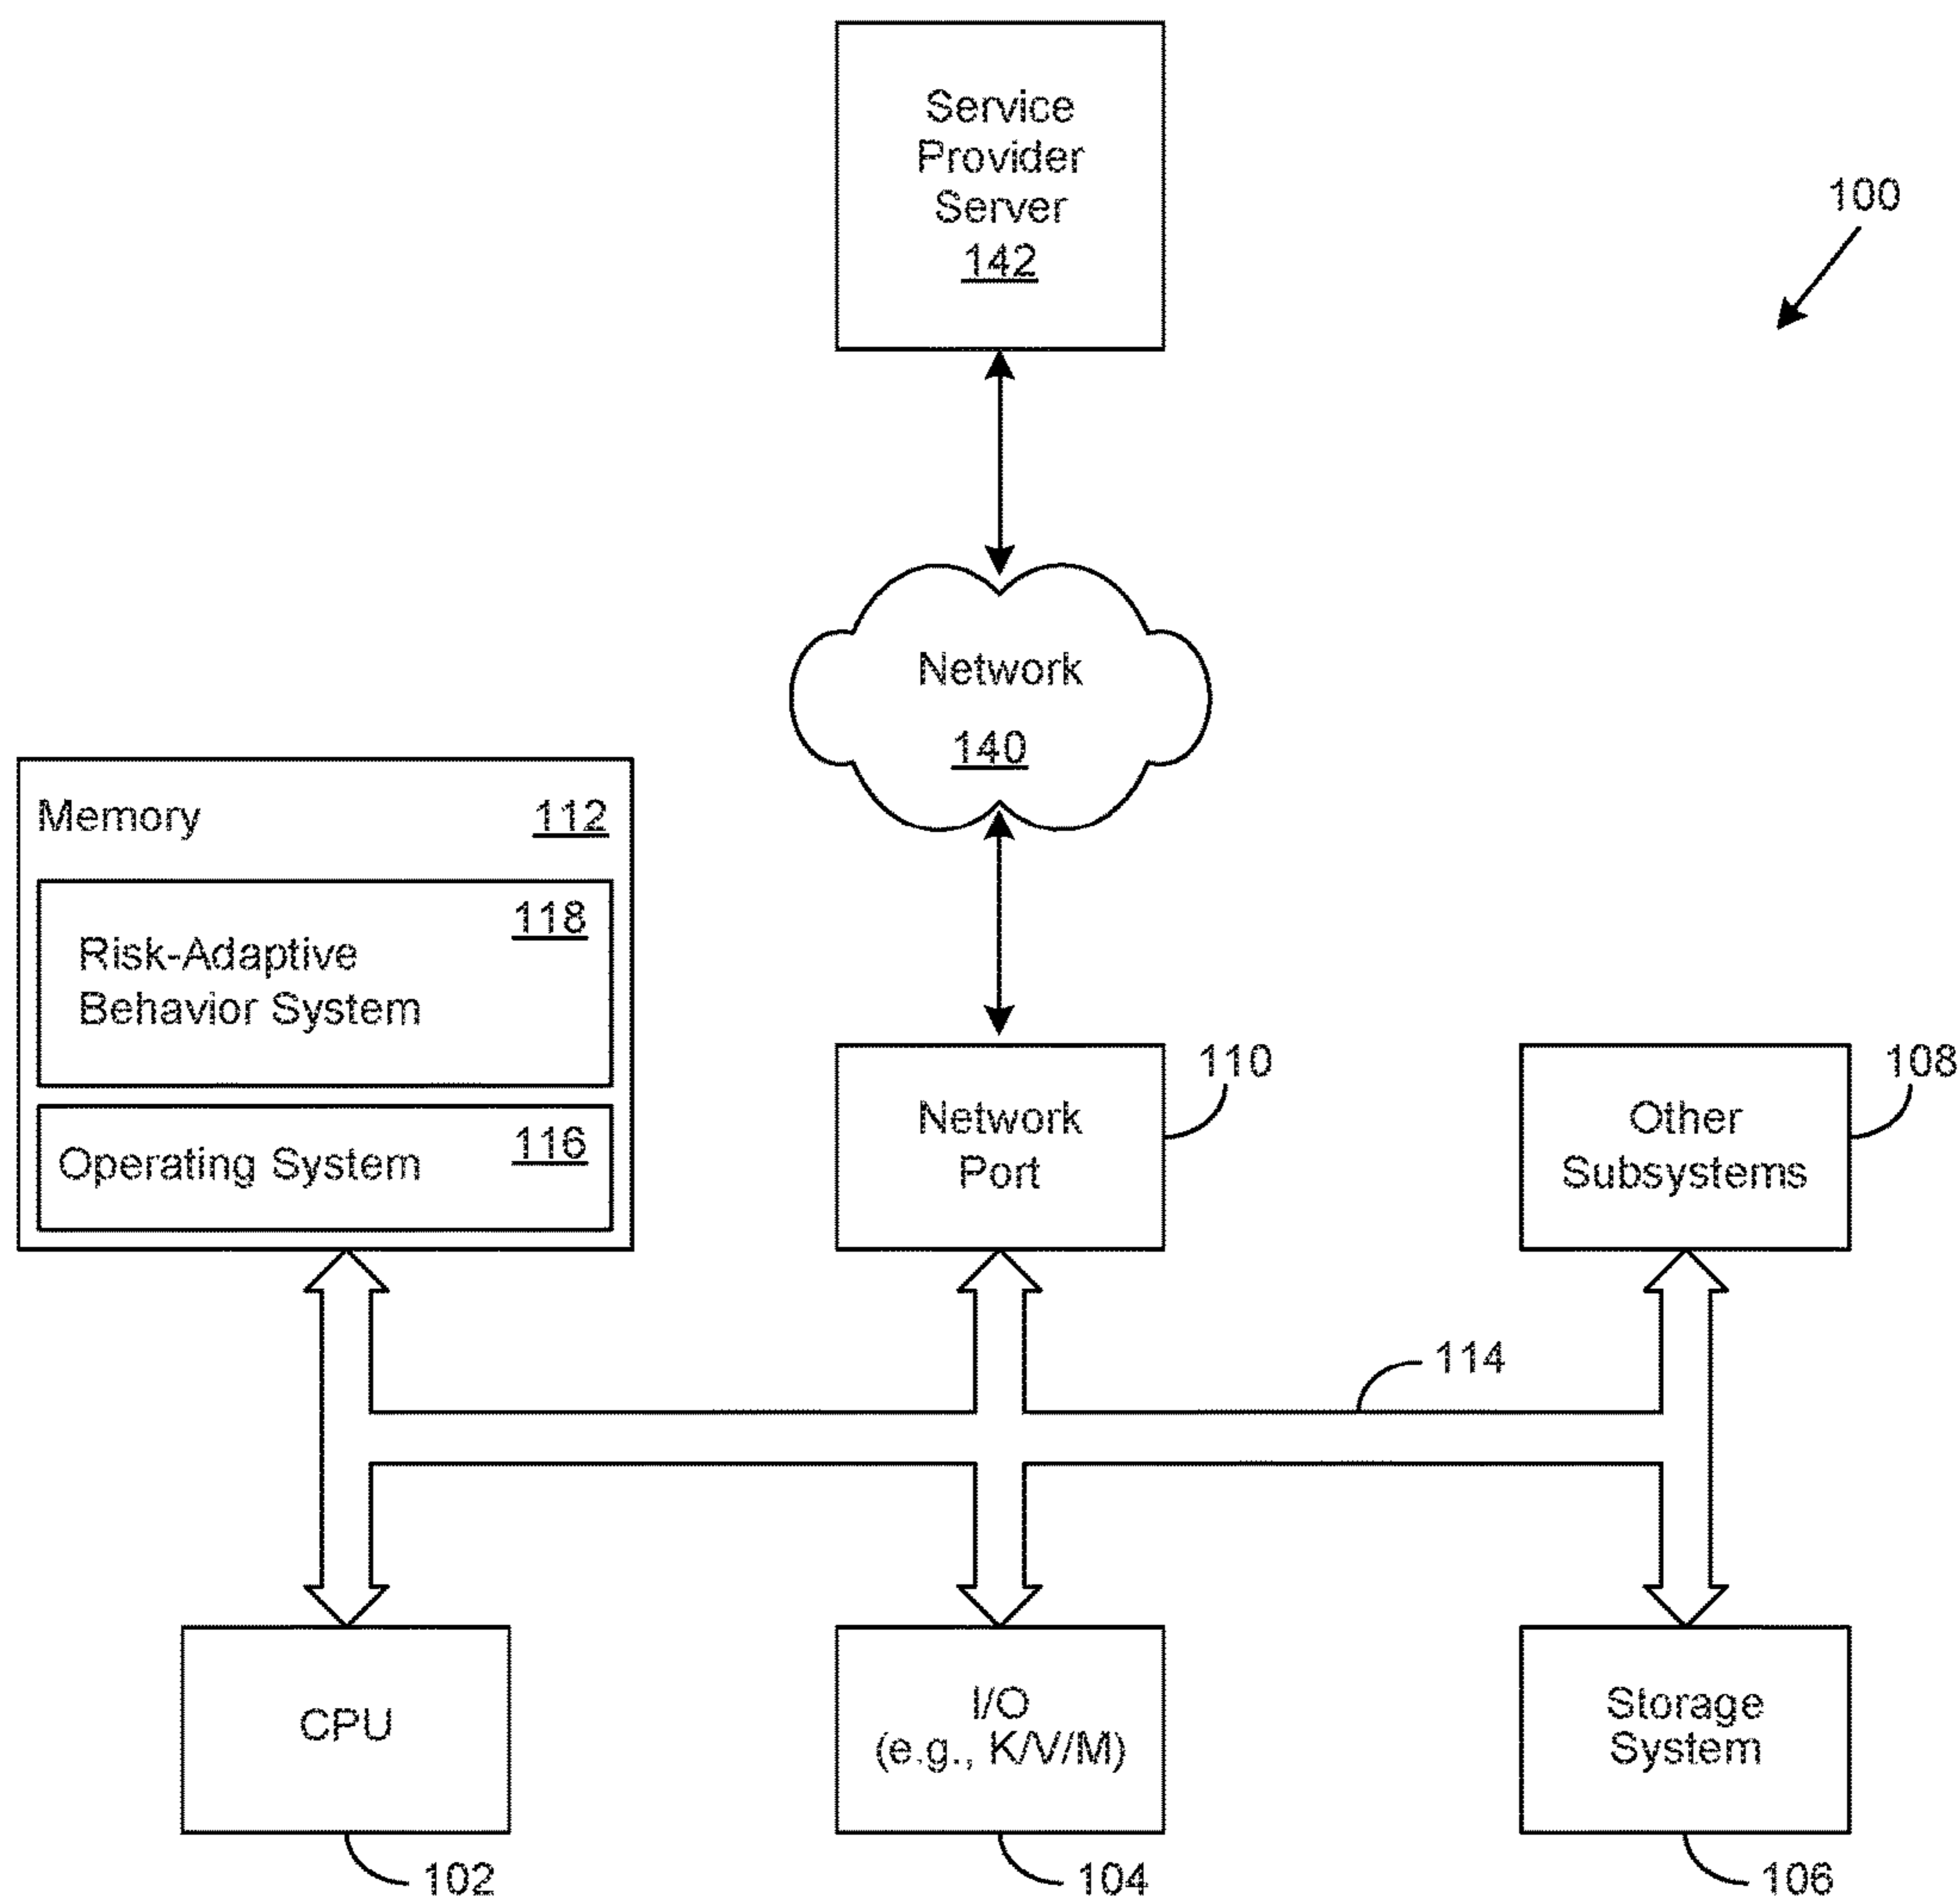 Service
Provider
Server
142
100
Network
140
Memory 112
118
Risk-Adaptive
Behavior System
Operating System 116
Network
Port
110
Other
Subsystems
108
114
CPU
102
I/O
(e.g., K/V/M)
104
Storage
System
106